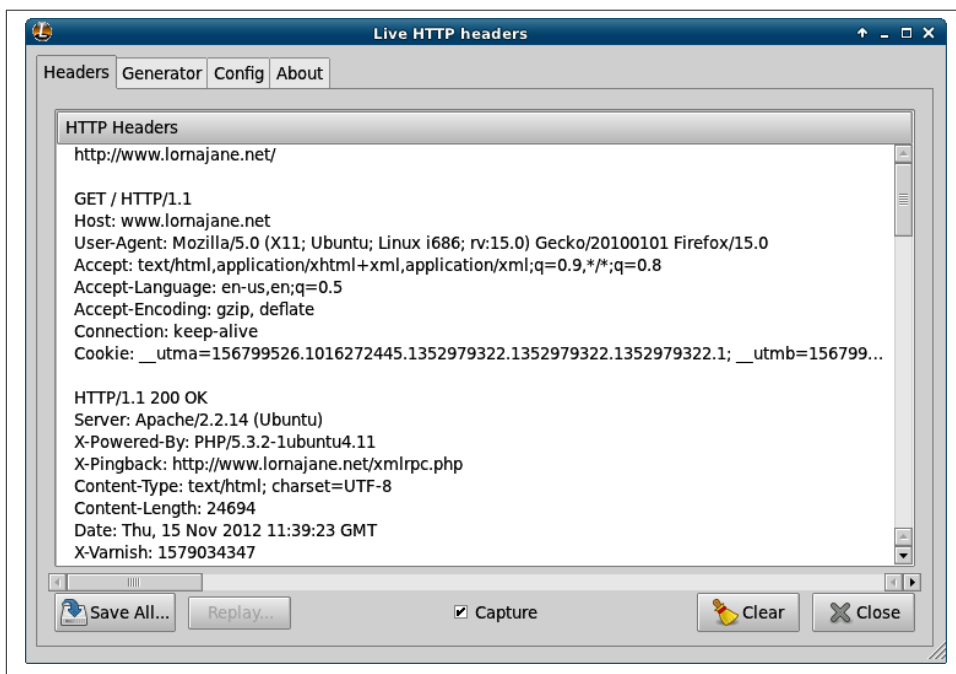 Live HTTP headers
Headers Generator Config About
HTTP Headers
http://www.lornajane.net/
GET / HTTP/1.1
Host: www.lornajane.net
User-Agent: Mozilla/5.0 (X11; Ubuntu; Linux i686; rv:15.0) Gecko/20100101 Firefox/15.0
Accept: text/html,application/xhtml+xml,application/xml;q=0.9,*/*;q=0.8
Accept-Language: en-us,en;q=0.5
Accept-Encoding: gzip, deflate
Connection: keep-alive
Cookie: __utma=156799526.1016272445.1352979322.1352979322.1352979322.1; __utmb=156799...
HTTP/1.1 200 OK
Server: Apache/2.2.14 (Ubuntu)
X-Powered-By: PHP/5.3.2-1ubuntu4.11
X-Pingback: http://www.lornajane.net/xmlrpc.php
Content-Type: text/html; charset=UTF-8
Content-Length: 24694
Date: Thu, 15 Nov 2012 11:39:23 GMT
X-Varnish: 1579034347
Save All... Replay... Capture Clear Close